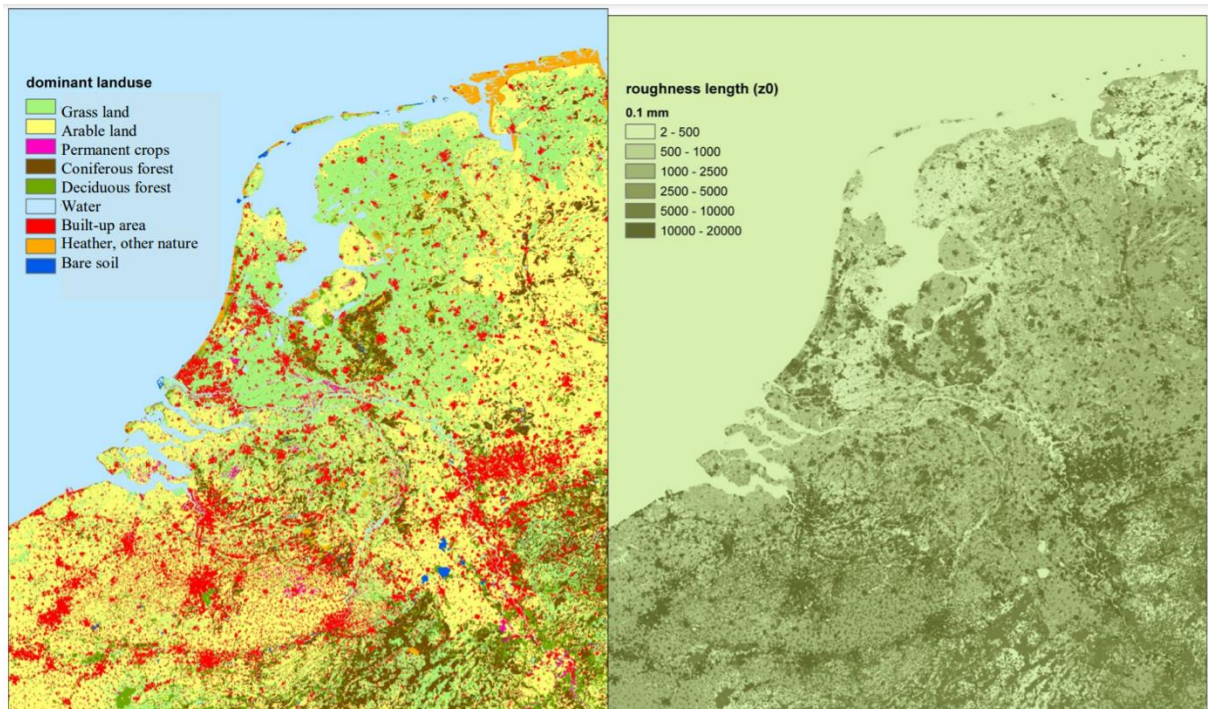 dominant landuse
Grass land
Arable land
Permanent crops
Coniferous forest
Deciduous forest
Water
Built-up area
Heather, other nature
Bare soil
roughness length (z0)
0.1 mm
2 - 500
500 - 1000
1000 - 2500
2500 - 5000
5000 - 10000
10000 - 20000